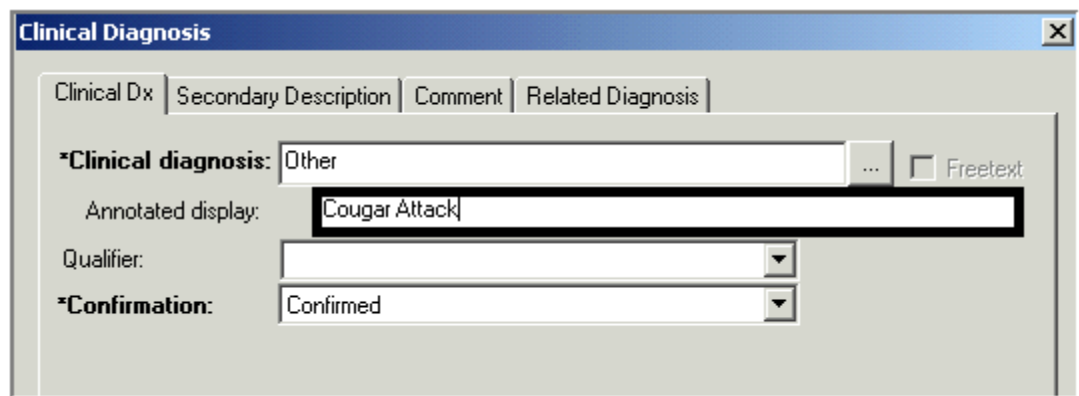 Clinical Diagnosis
Clinical Dx Secondary Description Comment Related Diagnosis
*Clinical diagnosis: Other ... Freetext
Annotated display: Cougar Attack
Qualifier:
*Confirmation: Confirmed